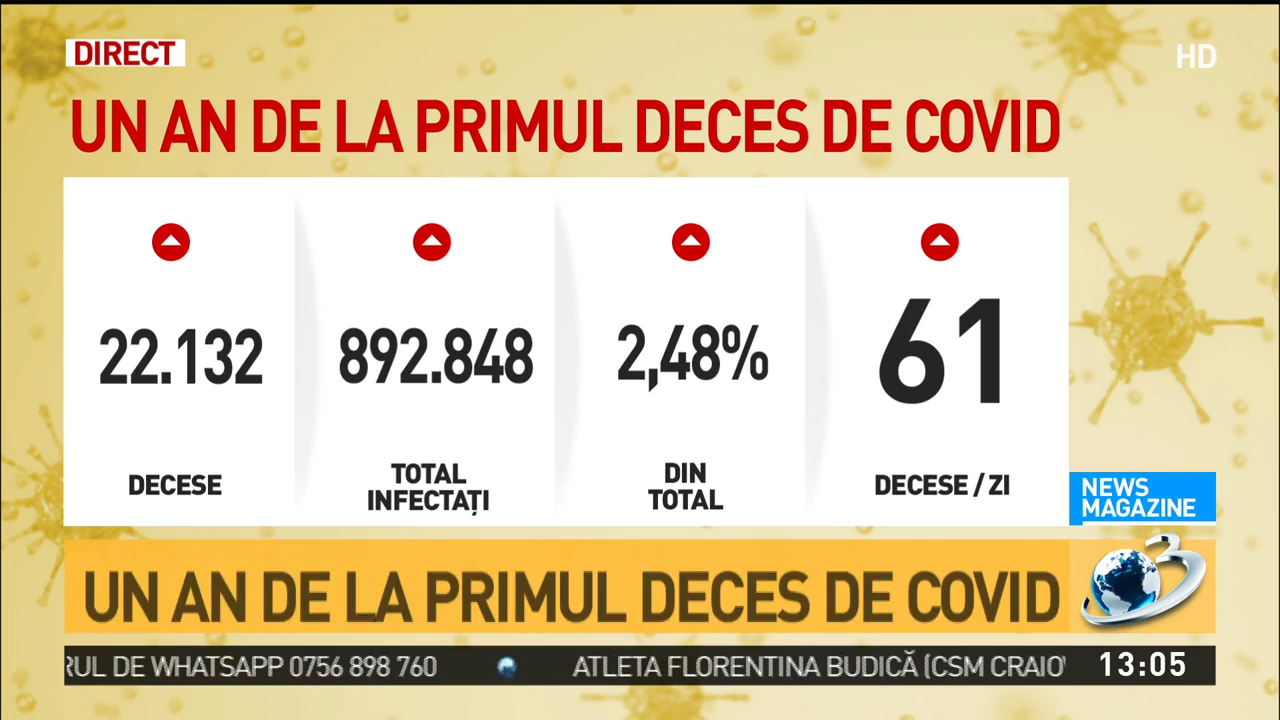 DIRECT
HD
UN AN DE LA PRIMUL DECES DE COVID
22.132
DECESE
892.848
TOTAL
INFECTAȚI
2,48%
DIN
TOTAL
61
DECESE / ZI
NEWS
MAGAZINE
UN AN DE LA PRIMUL DECES DE COVID
3
RUL DE WHATSAPP 0756 898 760
ATLETA FLORENTINA BUDICĂ (CSM CRAIO
13:05